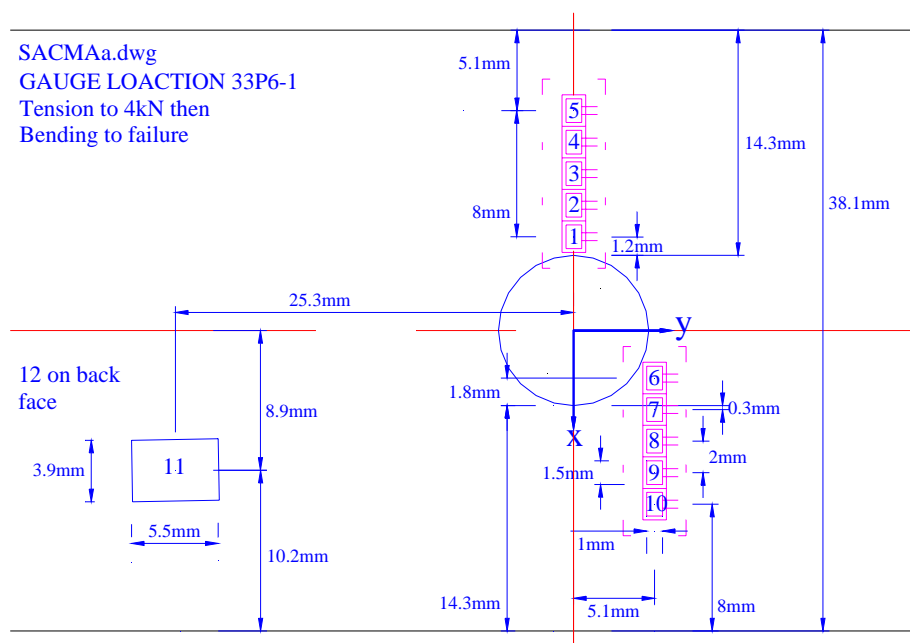 SACMAa.dwg
GAUGE LOACTION 33P6-1
Tension to 4kN then
Bending to failure
5.1mm
5
4
14.3mm
3
38.1mm
8mm
2
1
1.2mm
25.3mm
y
12 on back
face
6
1.8mm
8.9mm
7
0.3mm
x
8
11
3.9mm
1.5mm
9
2mm
10
5.5mm
1mm
10.2mm
14.3mm
5.1mm
8mm